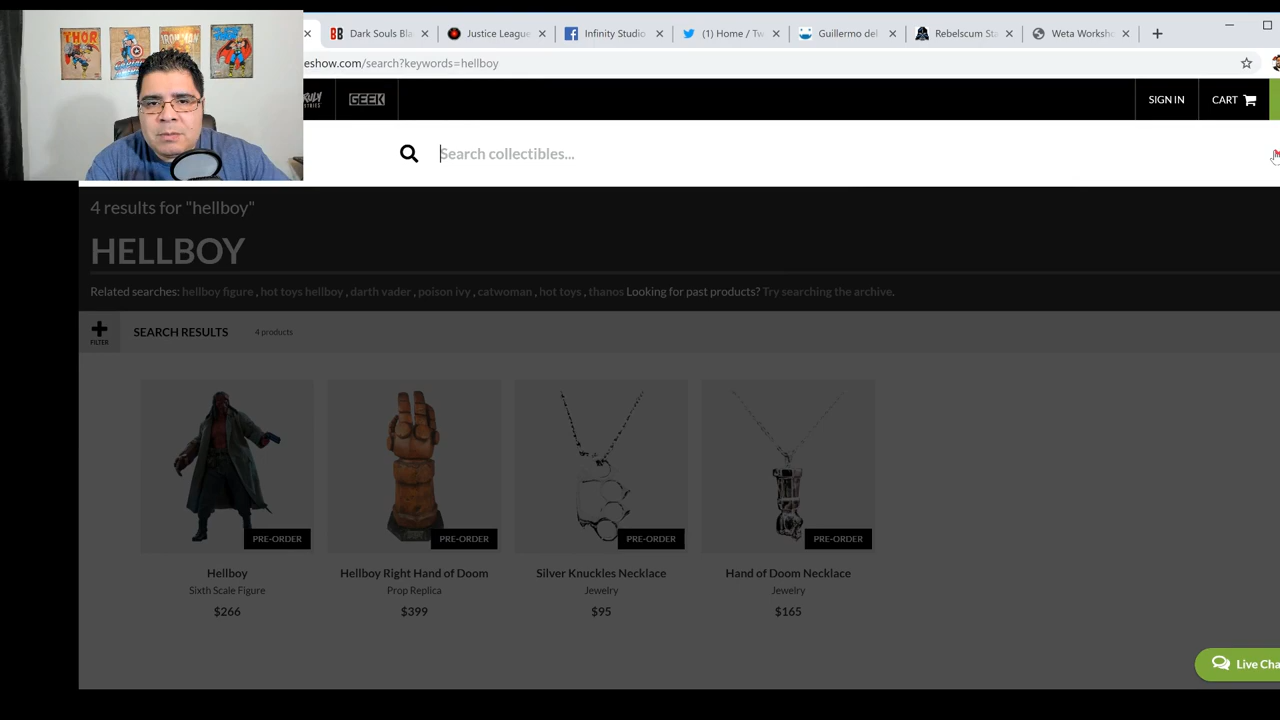 THOR
IRON MAN
Dark Souls Bla
Justice League
Infinity Studio
(1) Home / Tw
Guillermo del
Rebelscum Sta
Weta Worksho
eshow.com/search?keywords=hellboy
GEEK
SIGN IN
CART
Search collectibles...
4 results for "hellboy"
HELLBOY
Related searches: hellboy figure , hot toys hellboy , darth vader , poison ivy , catwoman , hot toys , thanos Looking for past products? Try searching the archive.
FILTER
SEARCH RESULTS
4 products
PRE-ORDER
PRE-ORDER
PRE-ORDER
PRE-ORDER
Hellboy
Sixth Scale Figure
$266
Hellboy Right Hand of Doom
Prop Replica
$399
Silver Knuckles Necklace
Jewelry
$95
Hand of Doom Necklace
Jewelry
$165
Live Cha